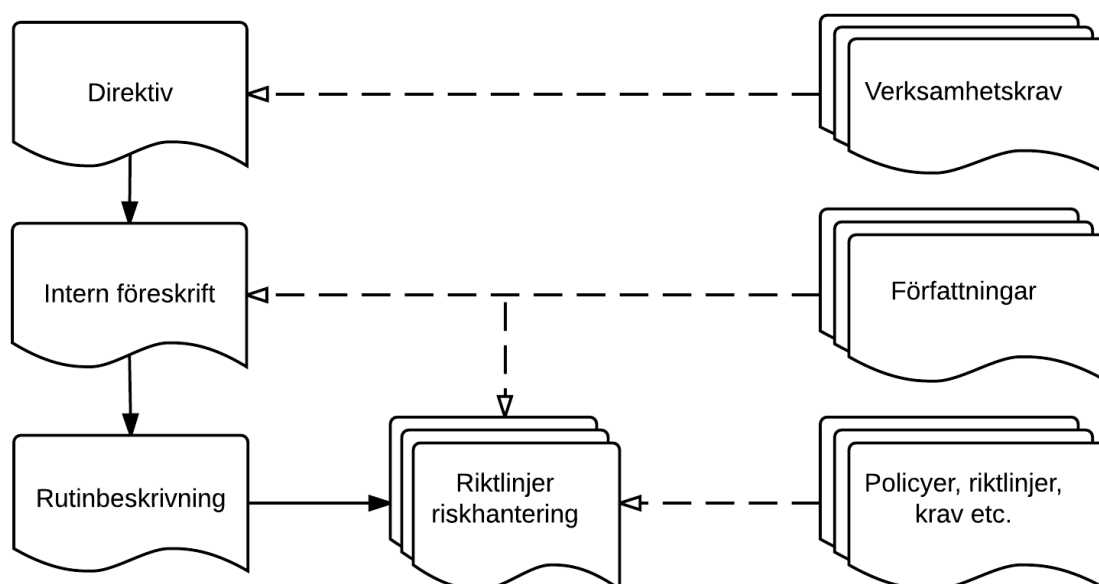 Direktiv
Verksamhetskrav
Intern föreskrift
Författningar
Rutinbeskrivning
Riktlinjer
riskhantering
Policyer, riktlinjer,
krav etc.